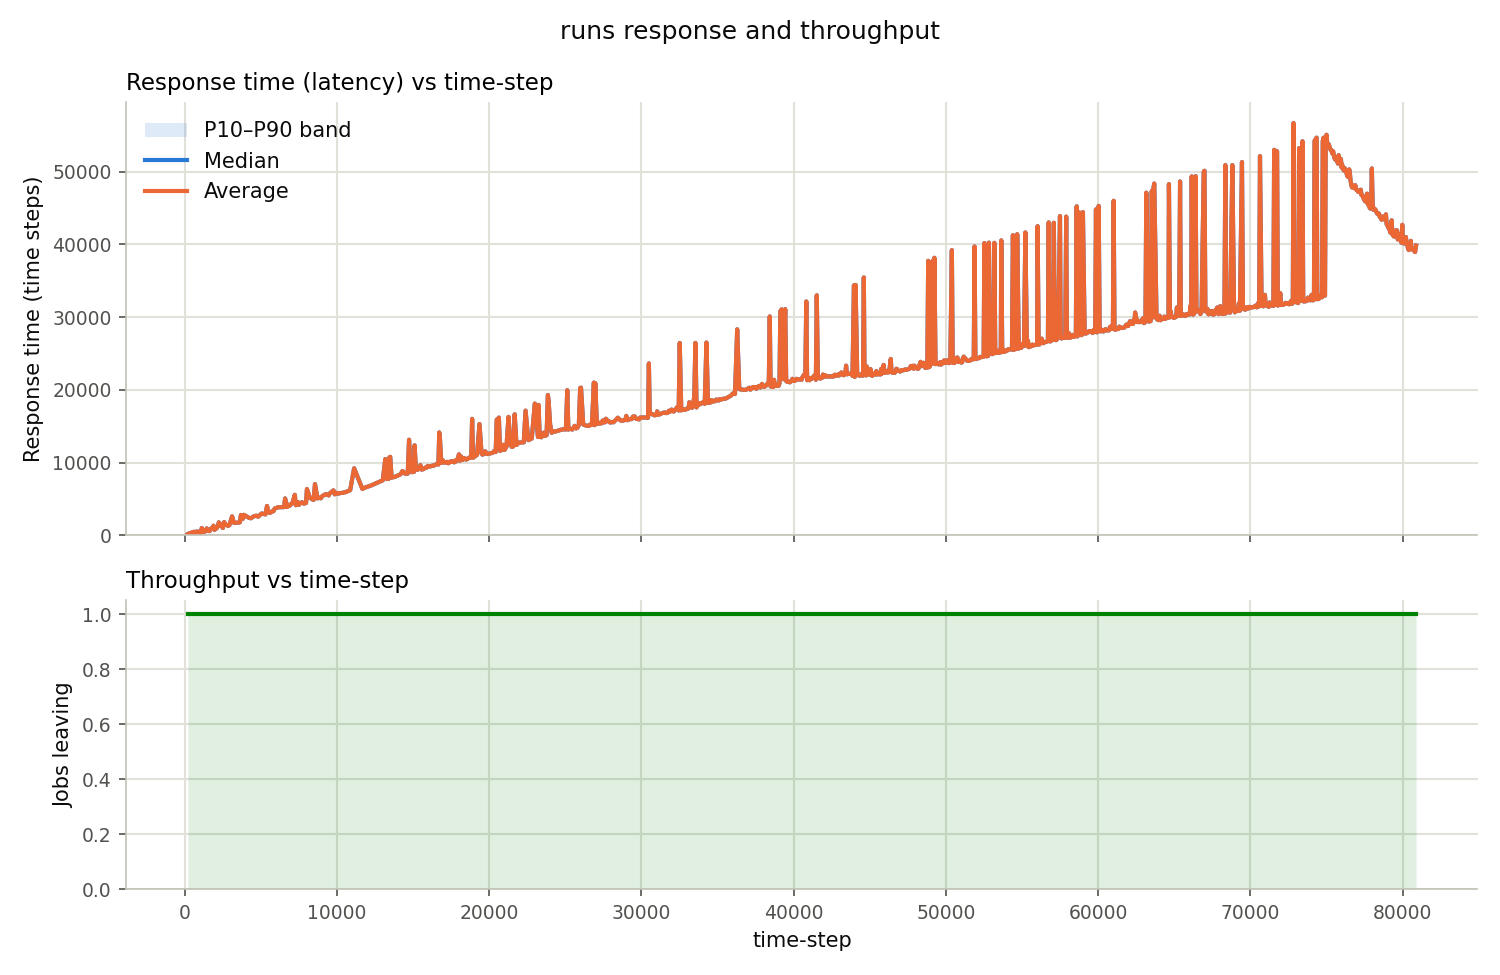 runs response and throughput
Response time (latency) vs time-step
P10–P90 band
Median
Average
Response time (time steps)
50000
40000
30000
20000
10000
0
Throughput vs time-step
Jobs leaving
1.0
0.8
0.6
0.4
0.2
0.0
0 10000 20000 30000 40000 50000 60000 70000 80000
time-step